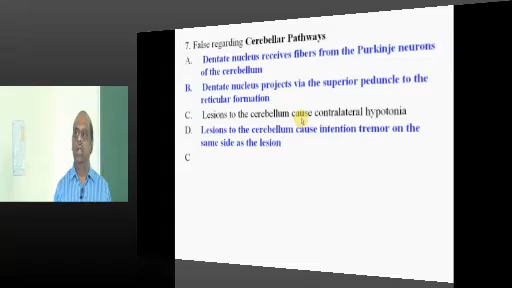 7. False regarding Cerebellar Pathways
A. Dentate nucleus receives fibers from the Purkinje neurons
of the cerebellum
B. Dentate nucleus projects via the superior peduncle to the
reticular formation
C. Lesions to the cerebellum cause contralateral hypotonia
D. Lesions to the cerebellum cause intention tremor on the
same side as the lesion
C